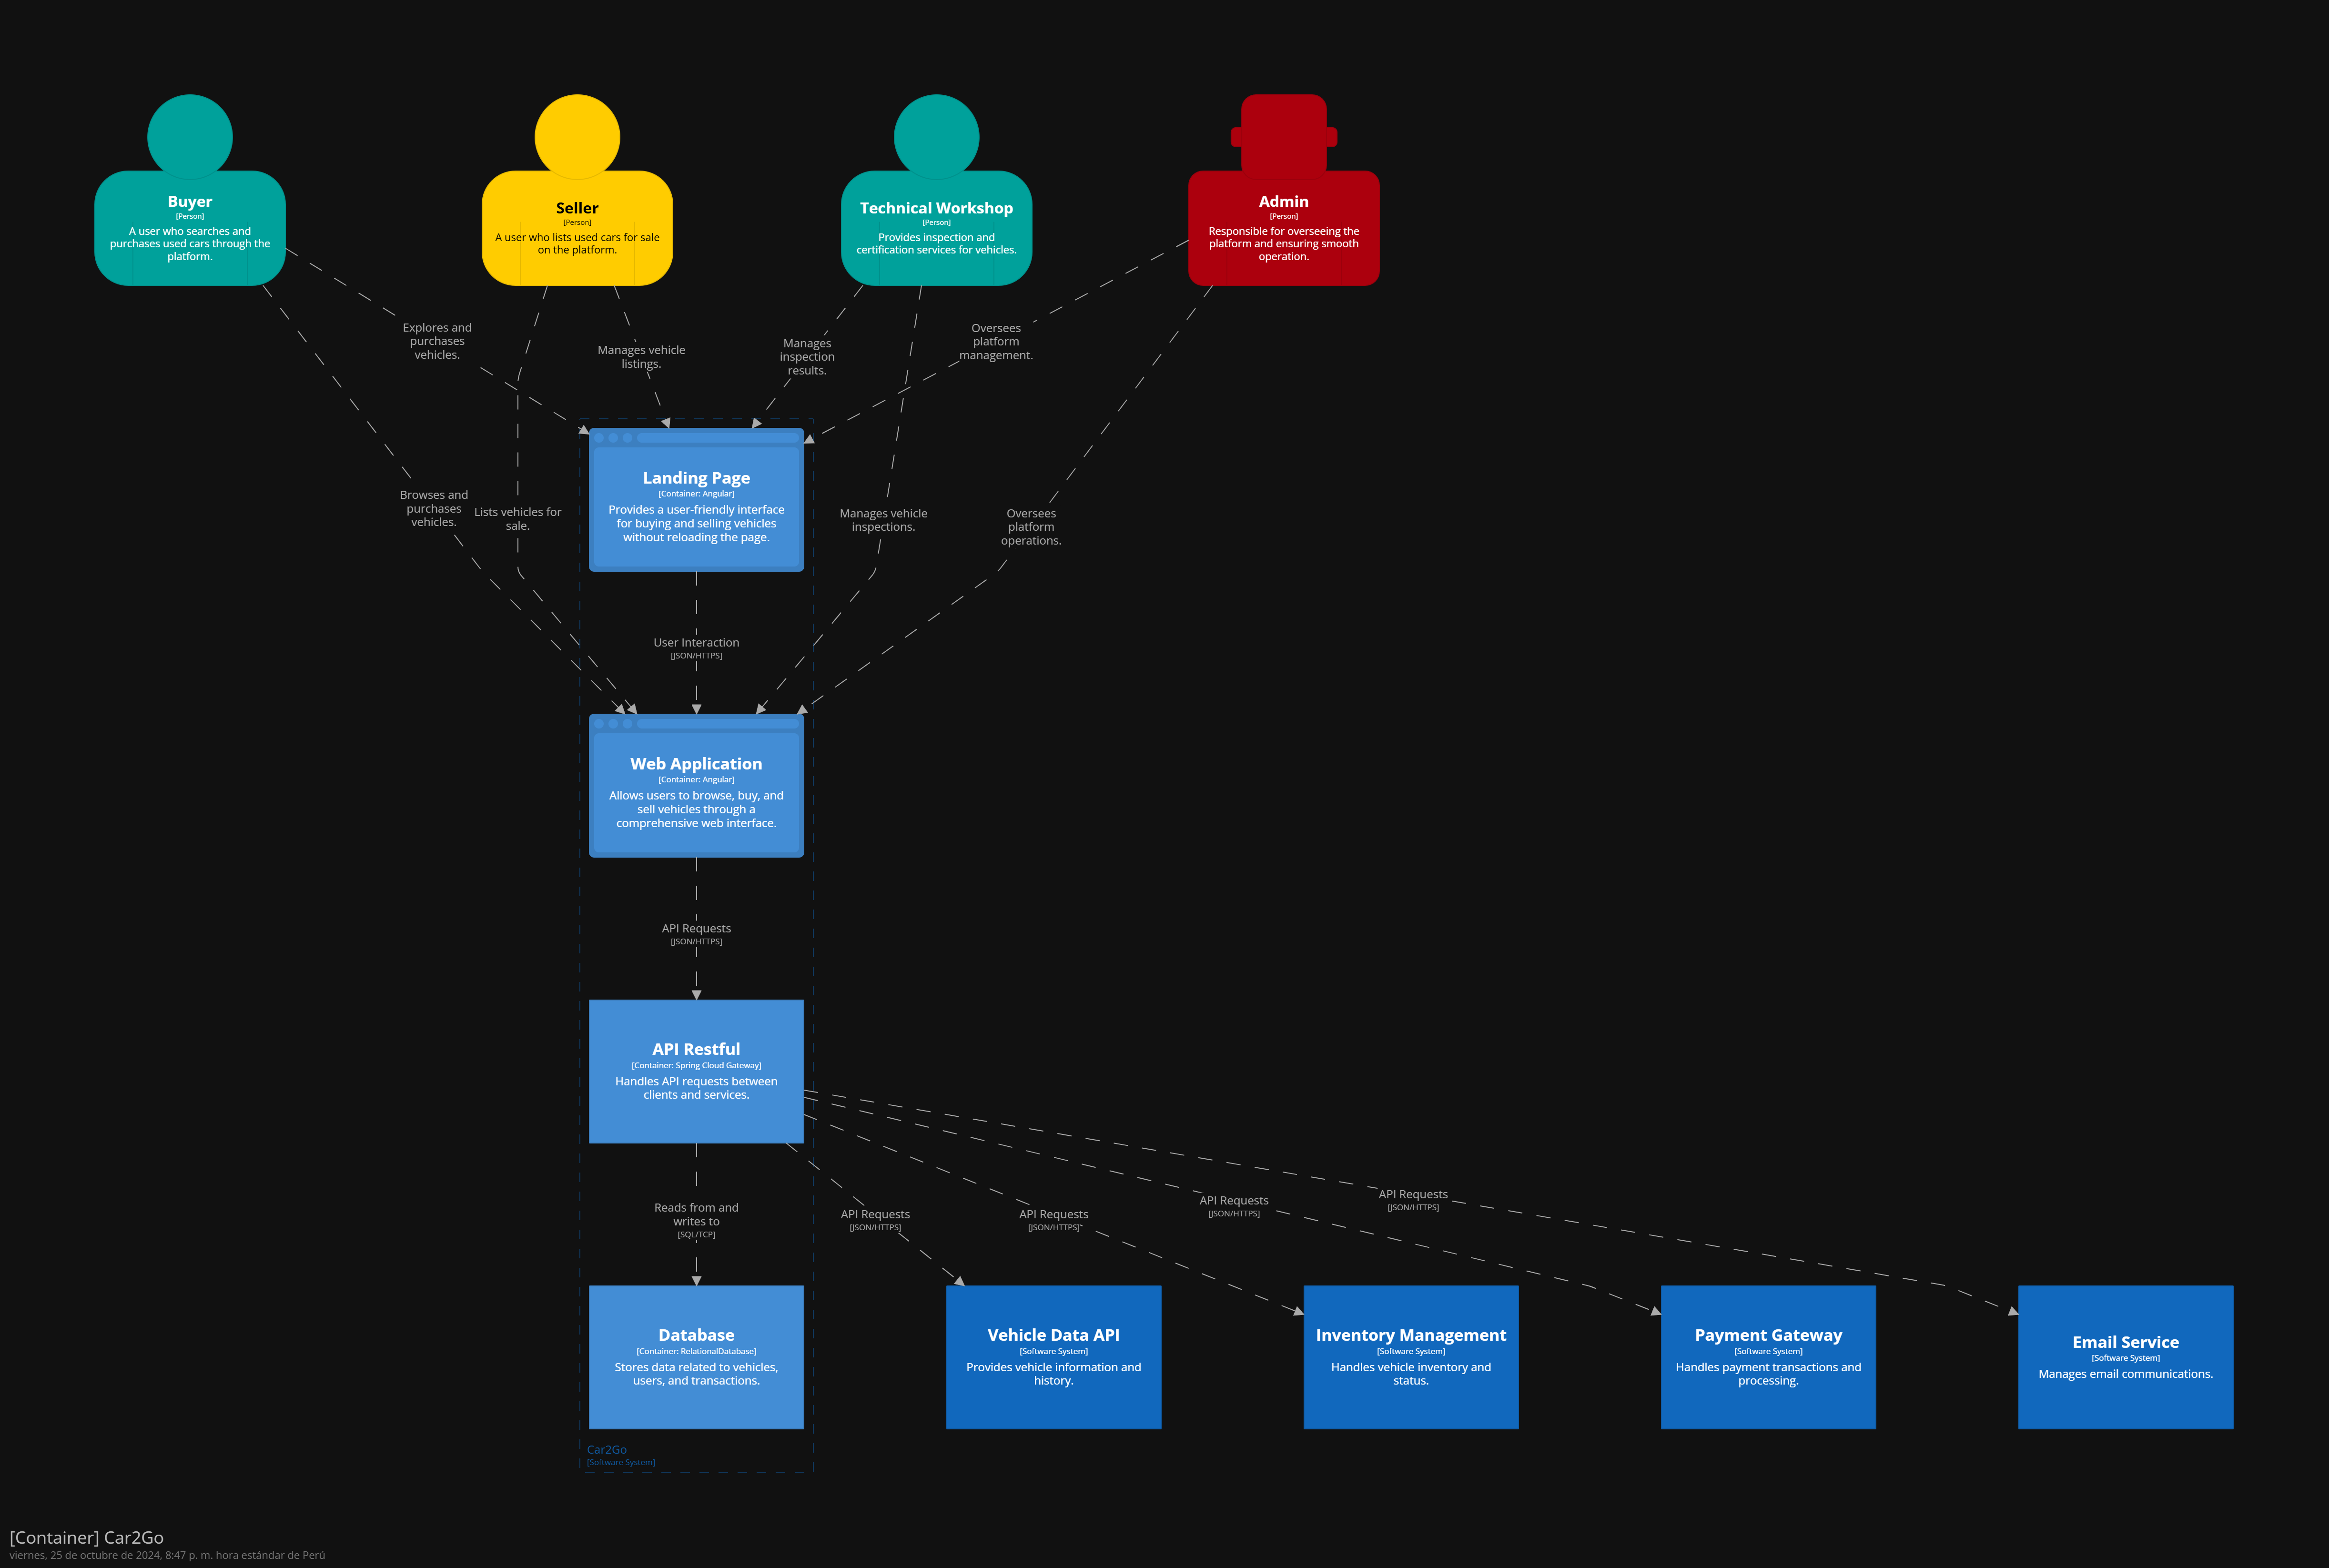 Buyer
[Person]
A user who searches and
purchases used cars through the
platform.
Seller
[Person]
A user who lists used cars for sale
on the platform.
Technical Workshop
[Person]
Provides inspection and
certification services for vehicles.
Admin
[Person]
Responsible for overseeing the
platform and ensuring smooth
operation.
Explores and
purchases
vehicles.
Manages vehicle
listings.
Manages
inspection
results.
Oversees
platform
management.
Landing Page
[Container: Angular]
Provides a user-friendly interface
for buying and selling vehicles
without reloading the page.
Browses and
purchases
vehicles.
Lists vehicles for
sale.
Manages vehicle
inspections.
Oversees
platform
operations.
User Interaction
[JSON/HTTPS]
Web Application
[Container: Angular]
Allows users to browse, buy, and
sell vehicles through a
comprehensive web interface.
API Requests
[JSON/HTTPS]
API Restful
[Container: Spring Cloud Gateway]
Handles API requests between
clients and services.
Reads from and
writes to
[SQL/TCP]
API Requests
[JSON/HTTPS]
API Requests
[JSON/HTTPS]
API Requests
[JSON/HTTPS]
API Requests
[JSON/HTTPS]
Database
[Container: RelationalDatabase]
Stores data related to vehicles,
users, and transactions.
Vehicle Data API
[Software System]
Provides vehicle information and
history.
Inventory Management
[Software System]
Handles vehicle inventory and
status.
Payment Gateway
[Software System]
Handles payment transactions and
processing.
Email Service
[Software System]
Manages email communications.
Car2Go
[Software System]
[Container] Car2Go
viernes, 25 de octubre de 2024, 8:47 p. m. hora estándar de Perú